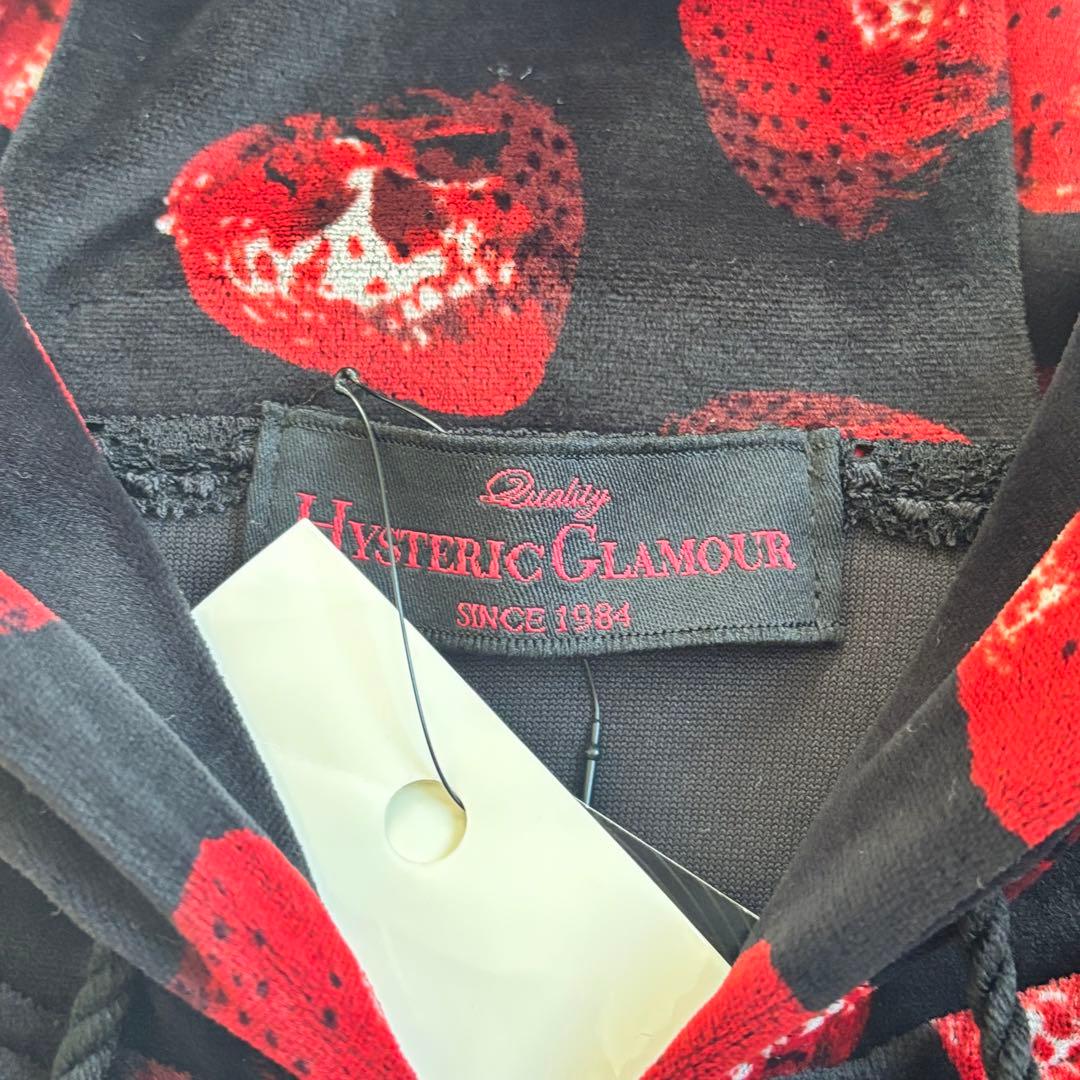 Quality
HYSTERIC GLAMOUR
SINCE 1984